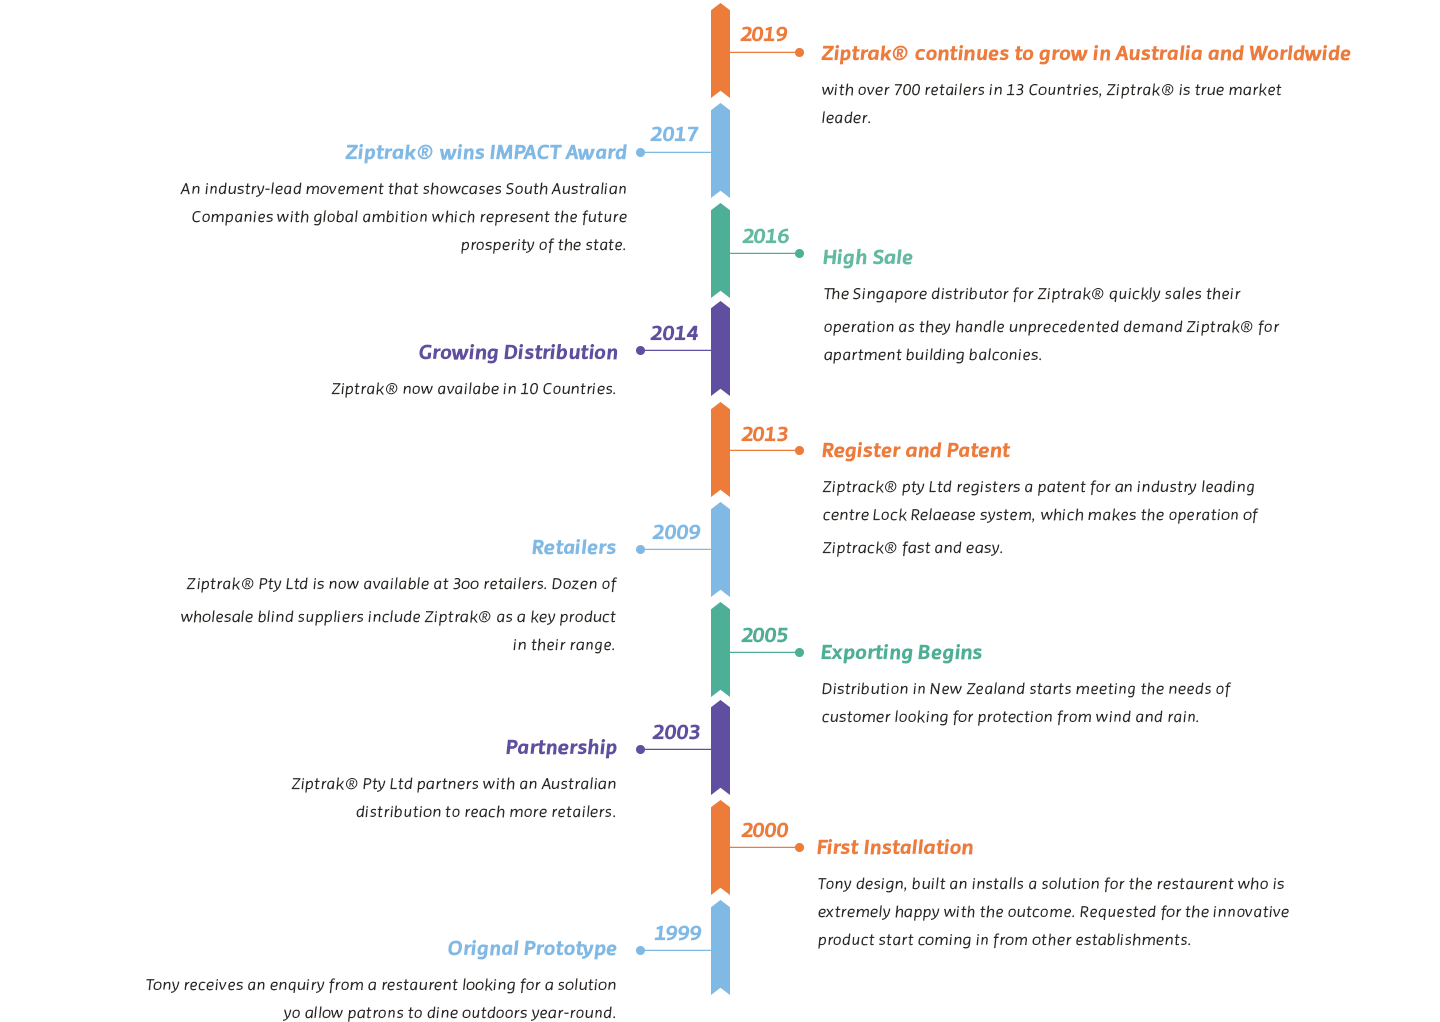 2019
Ziptrak® continues to grow in Australia and Worldwide
with over 700 retailers in 13 Countries, Ziptrak® is true market
leader.
2017
Ziptrak® wins IMPACT Award
An industry-lead movement that showcases South Australian
Companies with global ambition which represent the future
prosperity of the state.
2016
High Sale
The Singapore distributor for Ziptrak® quickly sales their
operation as they handle unprecedented demand Ziptrak® for
apartment building balconies.
2014
Growing Distribution
Ziptrak® now availabe in 10 Countries.
2013
Register and Patent
Ziptrack® pty Ltd registers a patent for an industry leading
centre Lock Relaease system, which makes the operation of
Ziptrack® fast and easy.
2009
Retailers
Ziptrak® Pty Ltd is now available at 3oo retailers. Dozen of
wholesale blind suppliers include Ziptrak® as a key product
in their range.
2005
Exporting Begins
Distribution in New Zealand starts meeting the needs of
customer looking for protection from wind and rain.
2003
Partnership
Ziptrak® Pty Ltd partners with an Australian
distribution to reach more retailers.
2000
First Installation
Tony design, built an installs a solution for the restaurent who is
extremely happy with the outcome. Requested for the innovative
product start coming in from other establishments.
1999
Orignal Prototype
Tony receives an enquiry from a restaurent looking for a solution
yo allow patrons to dine outdoors year-round.